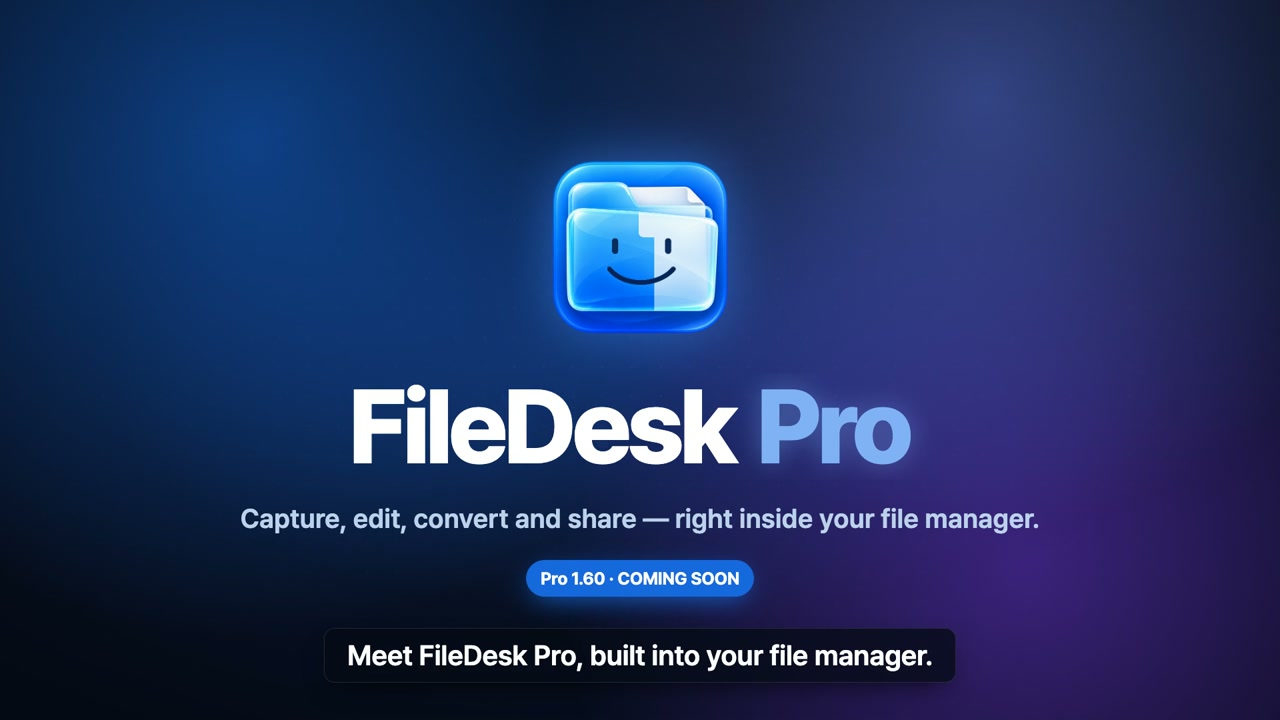 FileDesk Pro
Capture, edit, convert and share — right inside your file manager.
Pro 1.60 · COMING SOON
Meet FileDesk Pro, built into your file manager.